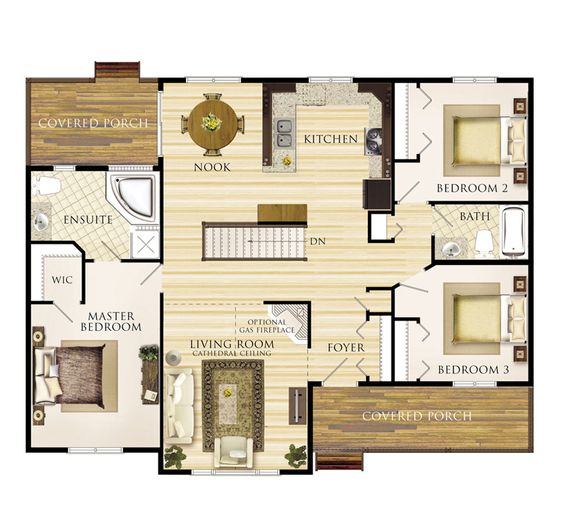 COVERED PORCH
NOOK
KITCHEN
BEDROOM 2
ENSUITE
BATH
DN
WIC
MASTER
BEDROOM
OPTIONAL
GAS FIREPLACE
LIVING ROOM
CATHEDRAL CEILING
FOYER
BEDROOM 3
COVERED PORCH